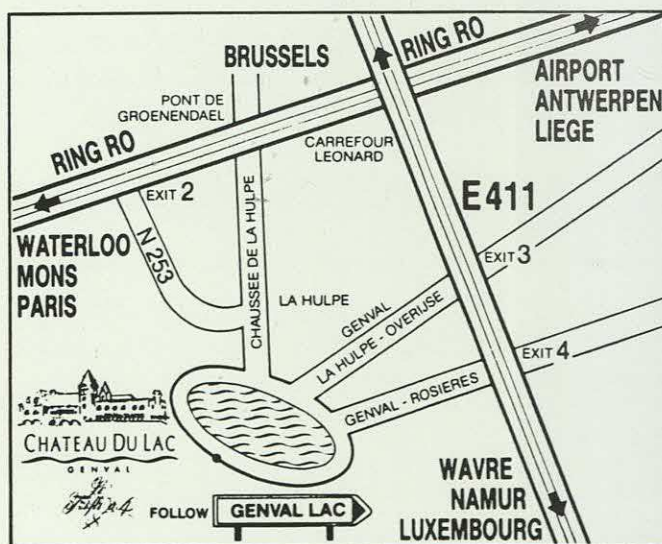 BRUSSELS
RING RO
PONT DE
GROENENDAEL
AIRPORT
ANTWERPEN
LIEGE
RING RO
CARREFOUR
LEONARD
EXIT 2
E411
WATERLOO
MONS
PARIS
N 253
CHAUSSEE DE LA HULPE
LA HULPE
EXIT 3
GENVAL
LA HULPE - OVERIJSE
EXIT 4
GENVAL - ROSIERES
CHATEAU DU LAC
GENVAL
WAVRE
NAMUR
LUXEMBOURG
FOLLOW GENVAL LAC